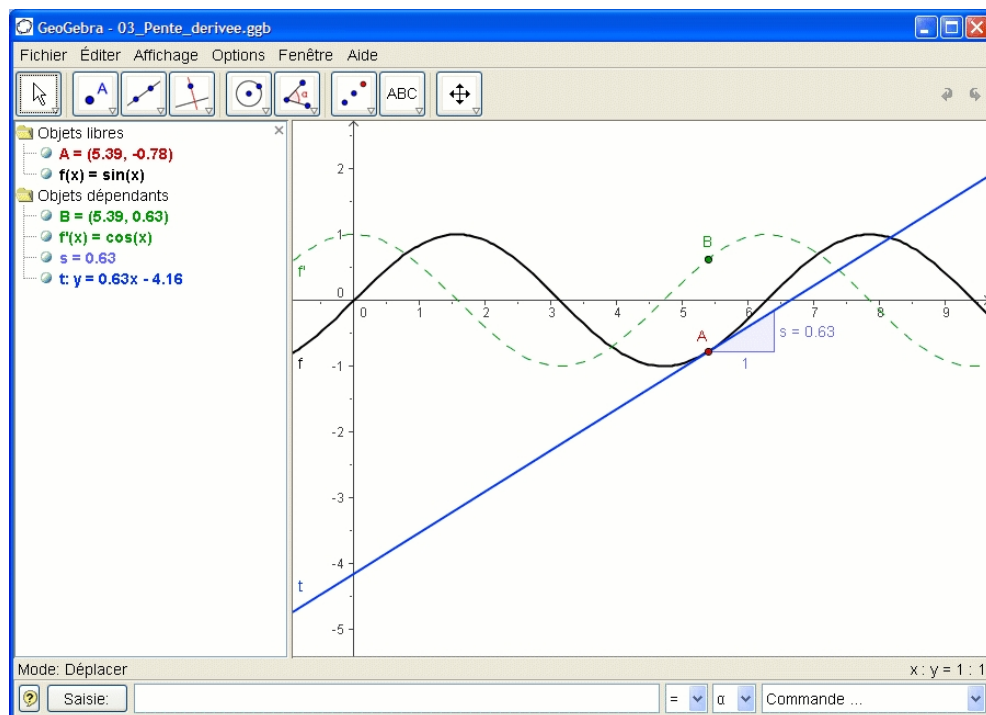 GeoGebra - 03_Pente_derivee.ggb
Fichier Éditer Affichage Options Fenêtre Aide
A α ABC
Objets libres
A = (5.39, -0.78)
f(x) = sin(x)
Objets dépendants
B = (5.39, 0.63)
f'(x) = cos(x)
s = 0.63
t: y = 0.63x - 4.16
2
1
B
f'
0
0 1 2 3 4 5 6 7 8 9
A
s = 0.63
f
-1
1
-2
-3
-4
t
-5
Mode: Déplacer
x : y = 1 : 1
? Saisie: = α Commande ...